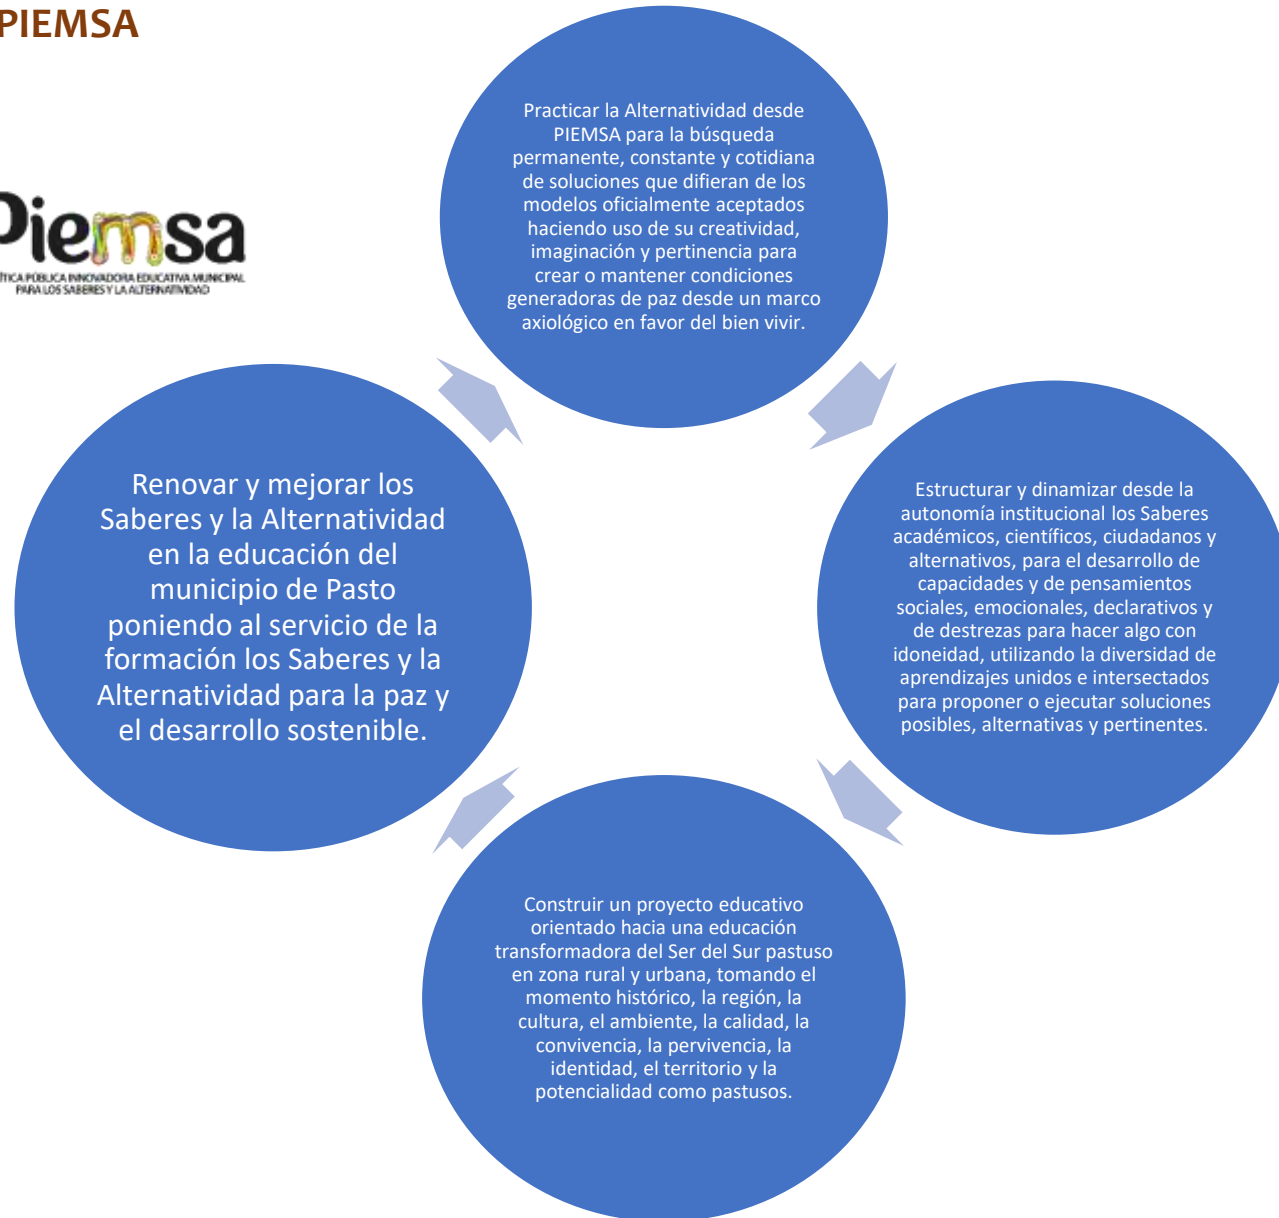 PIEMSA
Piemsa
TICA PÚBLICA INNOVADORA EDUCATIVA MUNICIPAL
PARA LOS SABERES Y LA ALTERNATIVIDAD
Practicar la Alternatividad desde
PIEMSA para la búsqueda
permanente, constante y cotidiana
de soluciones que difieran de los
modelos oficialmente aceptados
haciendo uso de su creatividad,
imaginación y pertinencia para
crear o mantener condiciones
generadoras de paz desde un marco
axiológico en favor del bien vivir.
Estructurar y dinamizar desde la
autonomía institucional los Saberes
académicos, científicos, ciudadanos y
alternativos, para el desarrollo de
capacidades y de pensamientos
sociales, emocionales, declarativos y
de destrezas para hacer algo con
idoneidad, utilizando la diversidad de
aprendizajes unidos e intersectados
para proponer o ejecutar soluciones
posibles, alternativas y pertinentes.
Construir un proyecto educativo
orientado hacia una educación
transformadora del Ser del Sur pastuso
en zona rural y urbana, tomando el
momento histórico, la región, la
cultura, el ambiente, la calidad, la
convivencia, la pervivencia, la
identidad, el territorio y la
potencialidad como pastusos.
Renovar y mejorar los
Saberes y la Alternatividad
en la educación del
municipio de Pasto
poniendo al servicio de la
formación los Saberes y la
Alternatividad para la paz y
el desarrollo sostenible.